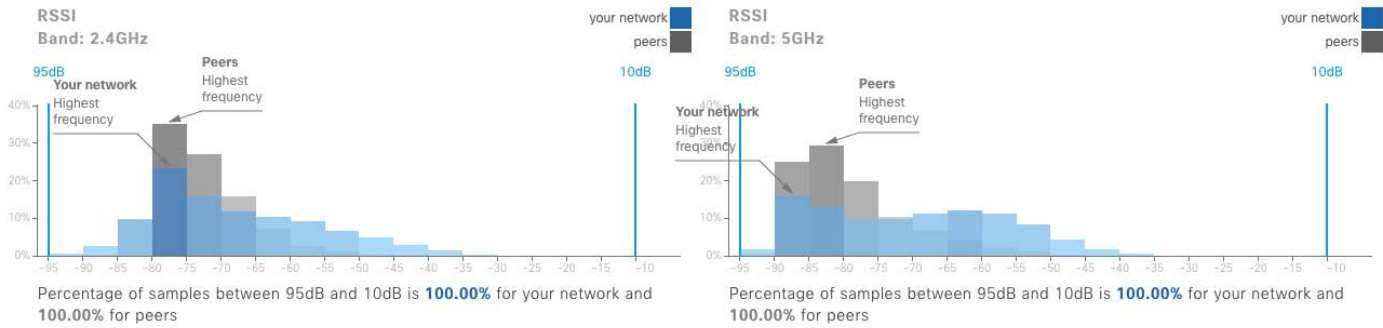 RSSI
Band: 2.4GHz
your network
peers
95dB
10dB
Your network
Highest
frequency
Peers
Highest
frequency
40%
30%
20%
10%
0%
-95 -90 -85 -80 -75 -70 -65 -60 -55 -50 -45 -40 -35 -30 -25 -20 -15 -10
Percentage of samples between 95dB and 10dB is 100.00% for your network and
100.00% for peers
RSSI
Band: 5GHz
your network
peers
95dB
10dB
Your network
Highest
frequency
Peers
Highest
frequency
40%
30%
20%
10%
0%
-95 -90 -85 -80 -75 -70 -65 -60 -55 -50 -45 -40 -35 -30 -25 -20 -15 -10
Percentage of samples between 95dB and 10dB is 100.00% for your network and
100.00% for peers